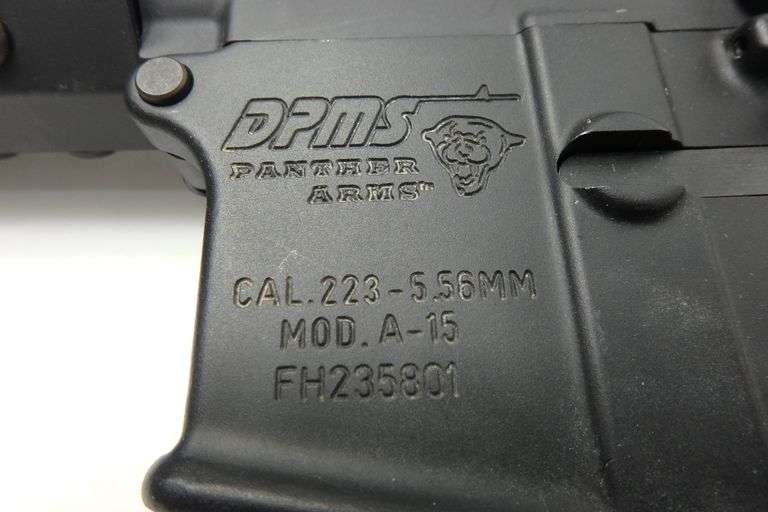 DPMS
PANTHER
ARMS™
CAL. 223-5.56MM
MOD. A-15
FH235801